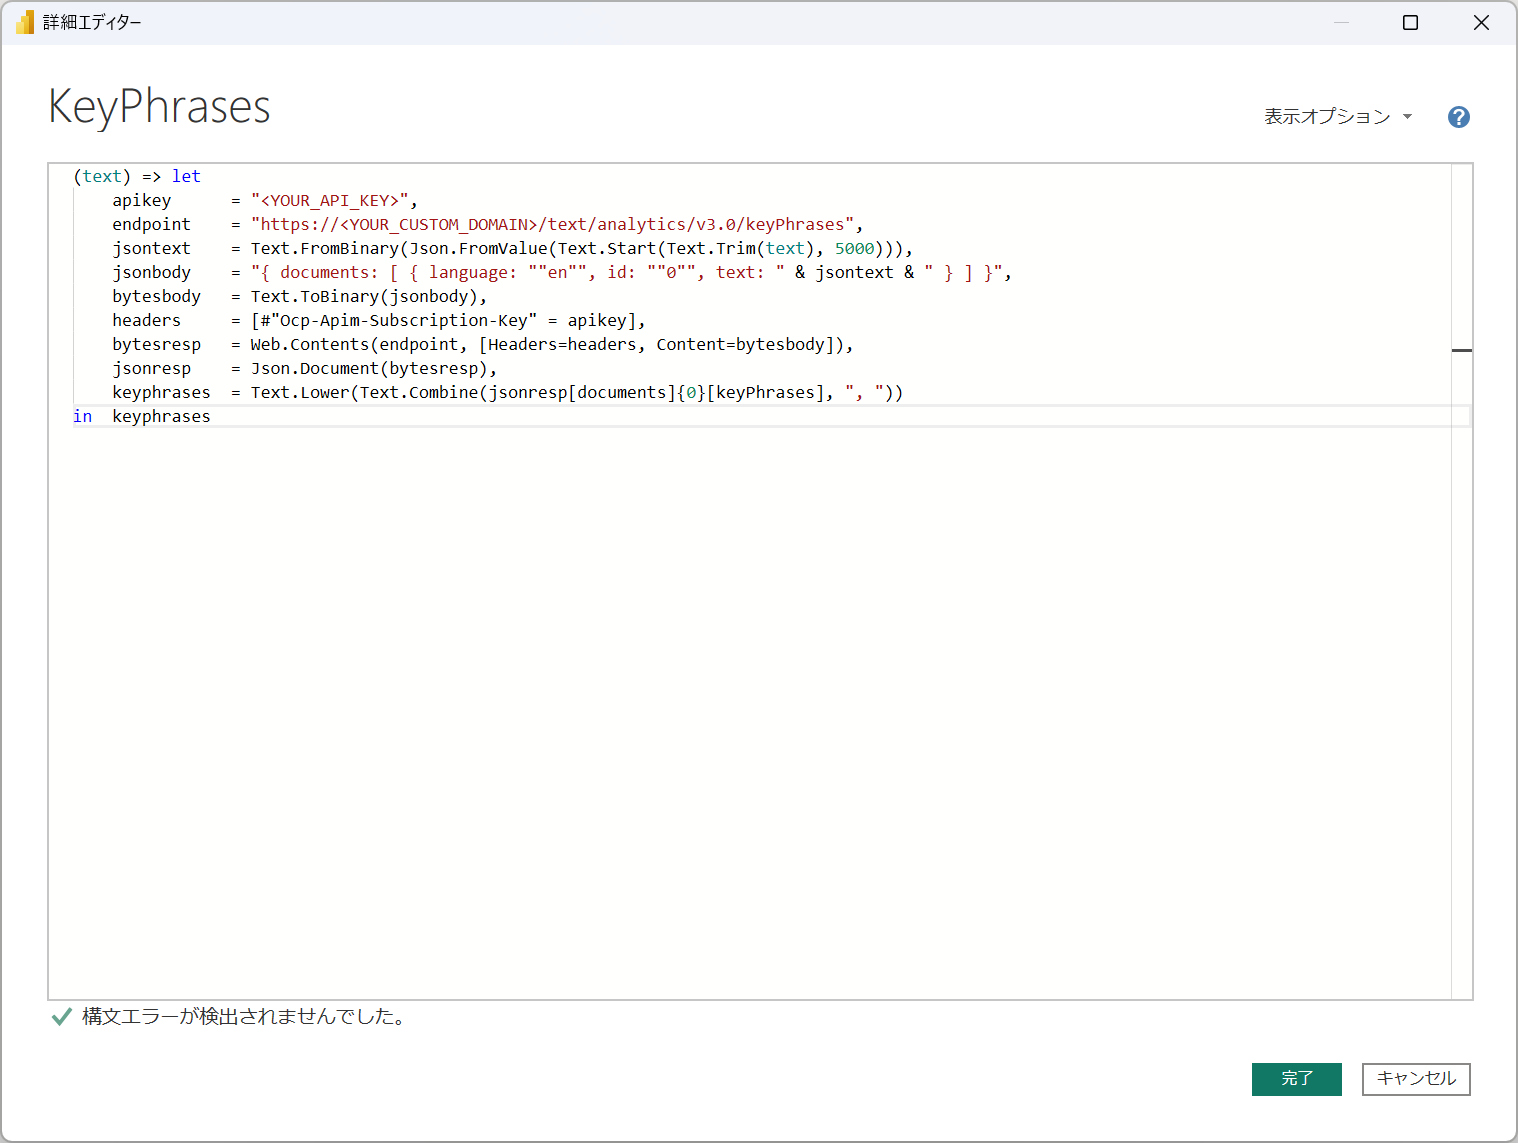 詳細エディター
KeyPhrases
表示オプション
?
(text) => let
    apikey      = "<YOUR_API_KEY>",
    endpoint    = "https://<YOUR_CUSTOM_DOMAIN>/text/analytics/v3.0/keyPhrases",
    jsontext    = Text.FromBinary(Json.FromValue(Text.Start(Text.Trim(text), 5000))),
    jsonbody    = "{ documents: [ { language: ""en"", id: ""0"", text: " & jsontext & " } ] }",
    bytesbody   = Text.ToBinary(jsonbody),
    headers     = [#"Ocp-Apim-Subscription-Key" = apikey],
    bytesresp   = Web.Contents(endpoint, [Headers=headers, Content=bytesbody]),
    jsonresp    = Json.Document(bytesresp),
    keyphrases  = Text.Lower(Text.Combine(jsonresp[documents]{0}[keyPhrases], ", "))
in  keyphrases
構文エラーが検出されませんでした。
完了
キャンセル